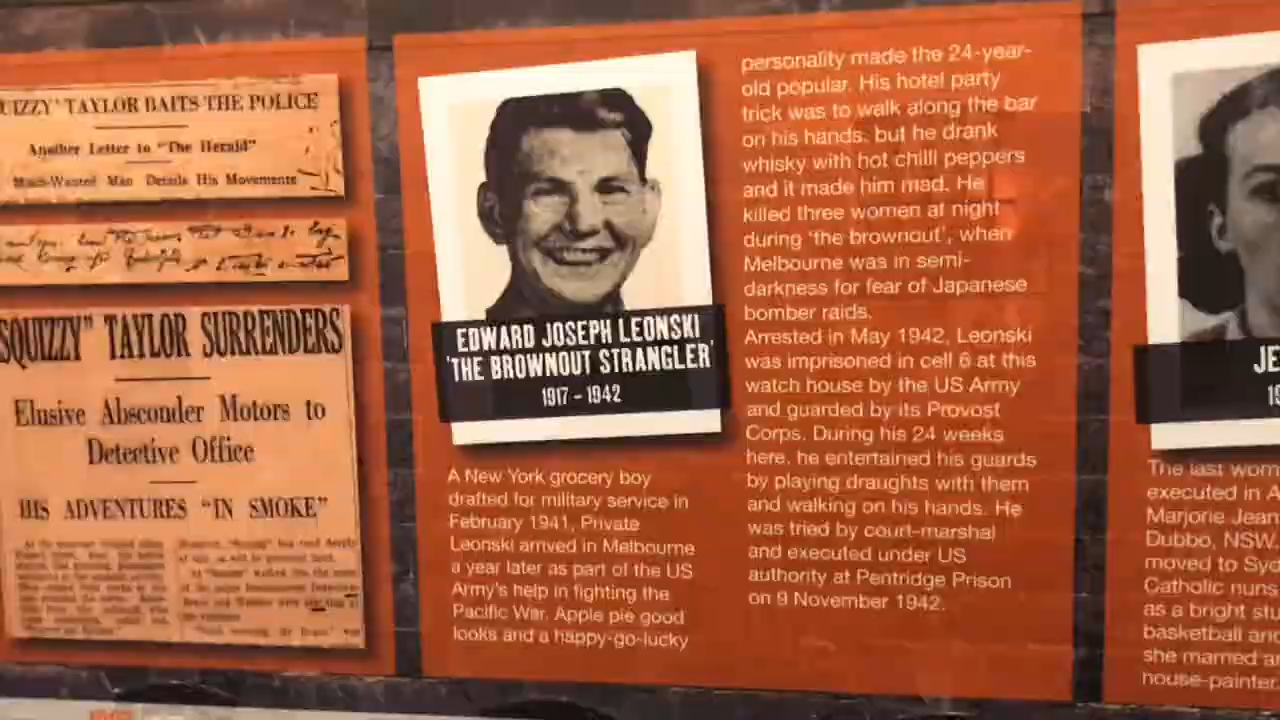 QUIZZY' TAYLOR BAITS THE POLICE
Another Letter to "The Herald"
Much-Wanted Man Details His Movements
SQUIZZY" TAYLOR SURRENDERS
Elusive Absconder Motors to
Detective Office
HIS ADVENTURES "IN SMOKE"
EDWARD JOSEPH LEONSKI
'THE BROWNOUT STRANGLER'
1917 - 1942
A New York grocery boy
drafted for military service in
February 1941, Private
Leonski arrived in Melbourne
a year later as part of the US
Army's help in fighting the
Pacific War. Apple pie good
looks and a happy-go-lucky
personality made the 24-year-
old popular. His hotel party
trick was to walk along the bar
on his hands, but he drank
whisky with hot chilli peppers
and it made him mad. He
killed three women at night
during 'the brownout', when
Melbourne was in semi-
darkness for fear of Japanese
bomber raids.
Arrested in May 1942, Leonski
was imprisoned in cell 6 at this
watch house by the US Army
and guarded by its Provost
Corps. During his 24 weeks
here, he entertained his guards
by playing draughts with them
and walking on his hands. He
was tried by court-marshal
and executed under US
authority at Pentridge Prison
on 9 November 1942.
JE
19
The last wom
executed in A
Marjorie Jean
Dubbo, NSW.
moved to Syd
Catholic nuns
as a bright stu
basketball and
she married a
house-painter